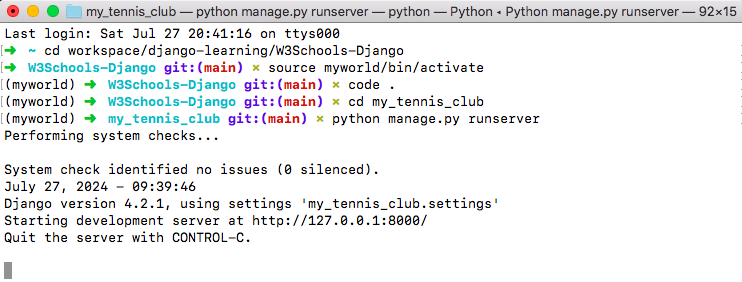 my_tennis_club — python manage.py runserver — python — Python ◂ Python manage.py runserver — 92×15
Last login: Sat Jul 27 20:41:16 on ttys000
[➜  ~ cd workspace/django-learning/W3Schools-Django
[➜  W3Schools-Django git:(main) × source myworld/bin/activate
[(myworld) ➜  W3Schools-Django git:(main) × code .
[(myworld) ➜  W3Schools-Django git:(main) × cd my_tennis_club
[(myworld) ➜  my_tennis_club git:(main) × python manage.py runserver
Performing system checks...
System check identified no issues (0 silenced).
July 27, 2024 - 09:39:46
Django version 4.2.1, using settings 'my_tennis_club.settings'
Starting development server at http://127.0.0.1:8000/
Quit the server with CONTROL-C.